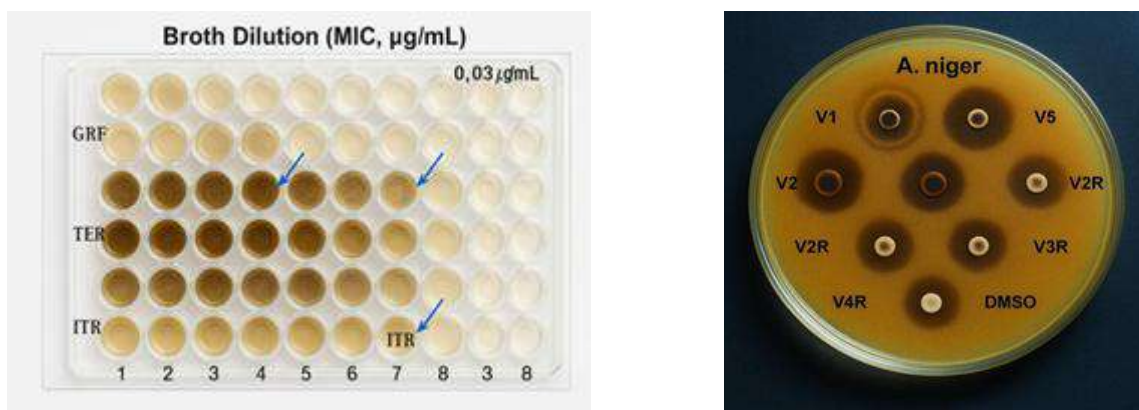 Broth Dilution (MIC, µg/mL)
0,03 µg/mL
GRF
TER
ITR
ITR
1 2 3 4 5 6 7 8 3 8
A. niger
V1
V5
V2
V2R
V2R
V3R
V4R
DMSO